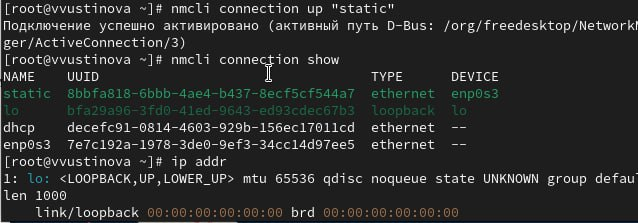 [root@vvustinova ~]# nmcli connection up "static"
Подключение успешно активировано (активный путь D-Bus: /org/freedesktop/NetworkM
ger/ActiveConnection/3)
[root@vvustinova ~]# nmcli connection show
NAME    UUID                                  TYPE      DEVICE
static  8bbfa818-6bbb-4ae4-b437-8ecf5cf544a7  ethernet  enp0s3
lo      bfa29a96-3fd0-41ed-9643-ed93cdec67b3  loopback  lo
dhcp    decefc91-0814-4603-929b-156ec17011cd  ethernet  --
enp0s3  7e7c192a-1978-3de0-9ef3-34cc14d97ee5  ethernet  --
[root@vvustinova ~]# ip addr
1: lo: <LOOPBACK,UP,LOWER_UP> mtu 65536 qdisc noqueue state UNKNOWN group defau
len 1000
    link/loopback 00:00:00:00:00:00 brd 00:00:00:00:00:00